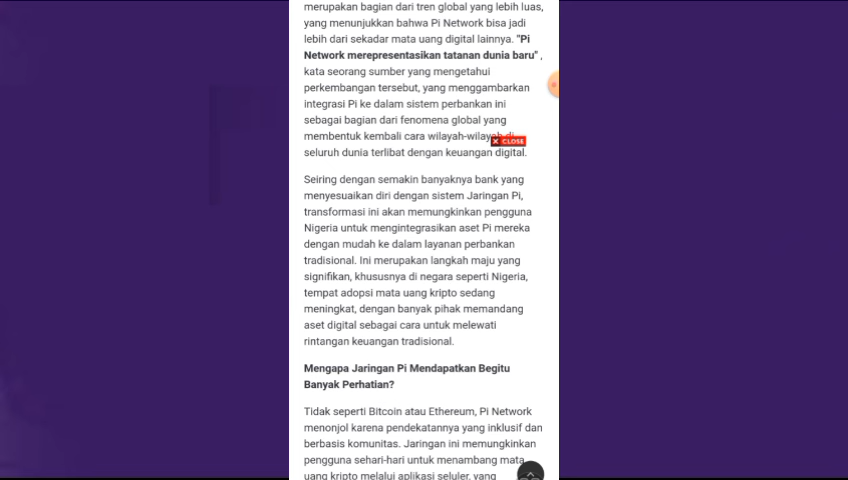 merupakan bagian dari tren global yang lebih luas,
yang menunjukkan bahwa Pi Network bisa jadi
lebih dari sekadar mata uang digital lainnya. "Pi
Network merepresentasikan tatanan dunia baru" ,
kata seorang sumber yang mengetahui
perkembangan tersebut, yang menggambarkan
integrasi Pi ke dalam sistem perbankan ini
sebagai bagian dari fenomena global yang
membentuk kembali cara wilayah-wilayah di
CLOSE
seluruh dunia terlibat dengan keuangan digital.
Seiring dengan semakin banyaknya bank yang
menyesuaikan diri dengan sistem Jaringan Pi,
transformasi ini akan memungkinkan pengguna
Nigeria untuk mengintegrasikan aset Pi mereka
dengan mudah ke dalam layanan perbankan
tradisional. Ini merupakan langkah maju yang
signifikan, khususnya di negara seperti Nigeria,
tempat adopsi mata uang kripto sedang
meningkat, dengan banyak pihak memandang
aset digital sebagai cara untuk melewati
rintangan keuangan tradisional.
Mengapa Jaringan Pi Mendapatkan Begitu
Banyak Perhatian?
Tidak seperti Bitcoin atau Ethereum, Pi Network
menonjol karena pendekatannya yang inklusif dan
berbasis komunitas. Jaringan ini memungkinkan
pengguna sehari-hari untuk menambang mata
uang kripto melalui aplikasi seluler, yang